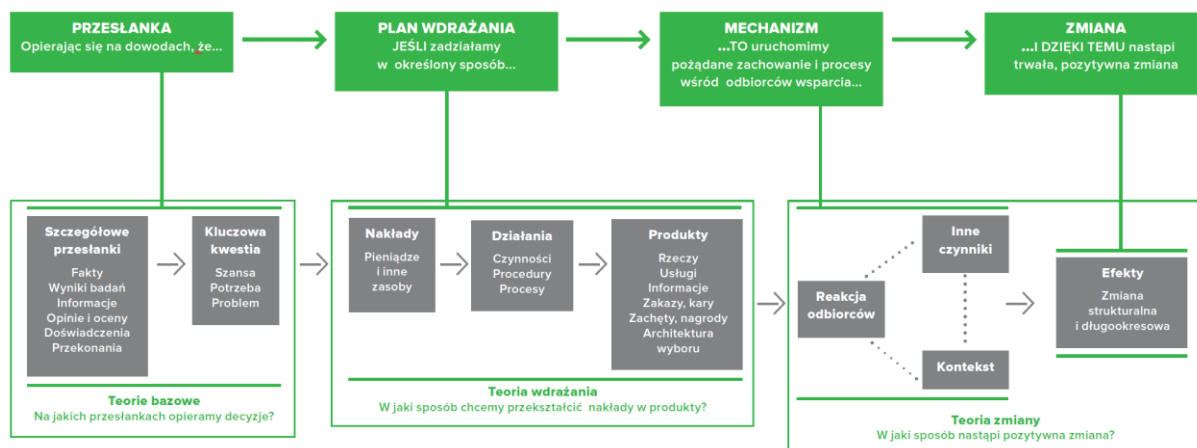 PRZESŁANKA
Opierając się na dowodach, że...
PLAN WDRAŻANIA
JEŚLI zadziałamy
w określony sposób...
MECHANIZM
...TO uruchomimy
pożądane zachowanie i procesy
wśród odbiorców wsparcia...
ZMIANA
...I DZIĘKI TEMU nastąpi
trwała, pozytywna zmiana
Szczegółowe
przesłanki
Fakty
Wyniki badań
Informacje
Opinie i oceny
Doświadczenia
Przekonania
Kluczowa
kwestia
Szansa
Potrzeba
Problem
Teorie bazowe
Na jakich przesłankach opieramy decyzje?
Nakłady
Pieniądze
i inne
zasoby
Działania
Czynności
Procedury
Procesy
Produkty
Rzeczy
Usługi
Informacje
Zakazy, kary
Zachęty, nagrody
Architektura
wyboru
Teoria wdrażania
W jaki sposób chcemy przekształcić nakłady w produkty?
Reakcja
odbiorców
Inne
czynniki
Kontekst
Efekty
Zmiana
strukturalna
i długookresowa
Teoria zmiany
W jaki sposób nastąpi pozytywna zmiana?